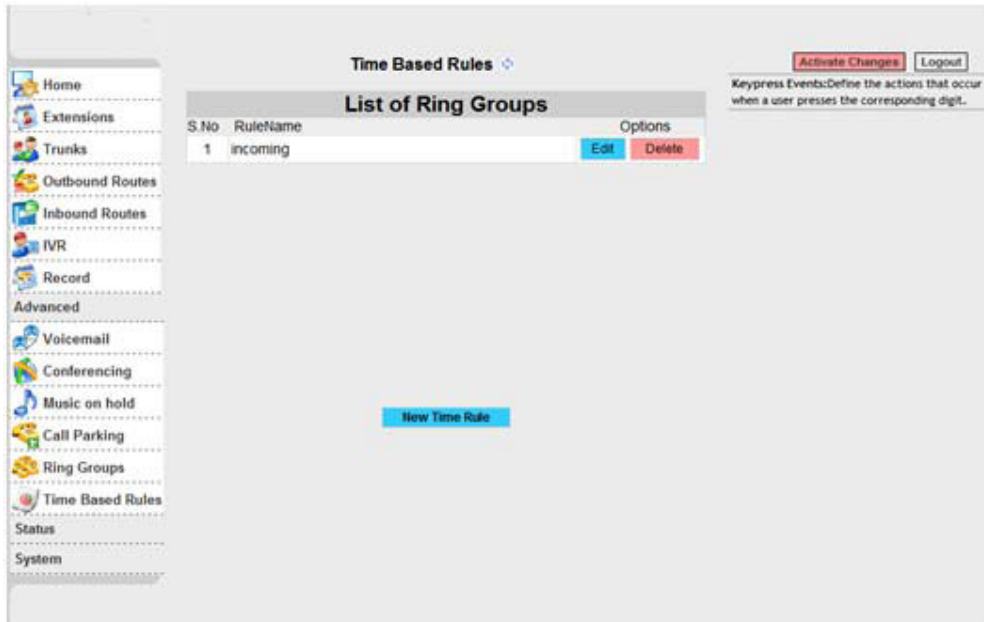 Time Based Rules
Activate Changes
Logout
Keypress Events:Define the actions that occur
when a user presses the corresponding digit.
Home
Extensions
Trunks
Outbound Routes
Inbound Routes
IVR
Record
Advanced
Voicemail
Conferencing
Music on hold
Call Parking
Ring Groups
Time Based Rules
Status
System
List of Ring Groups
S.No RuleName Options
1 incoming Edit Delete
New Time Rule